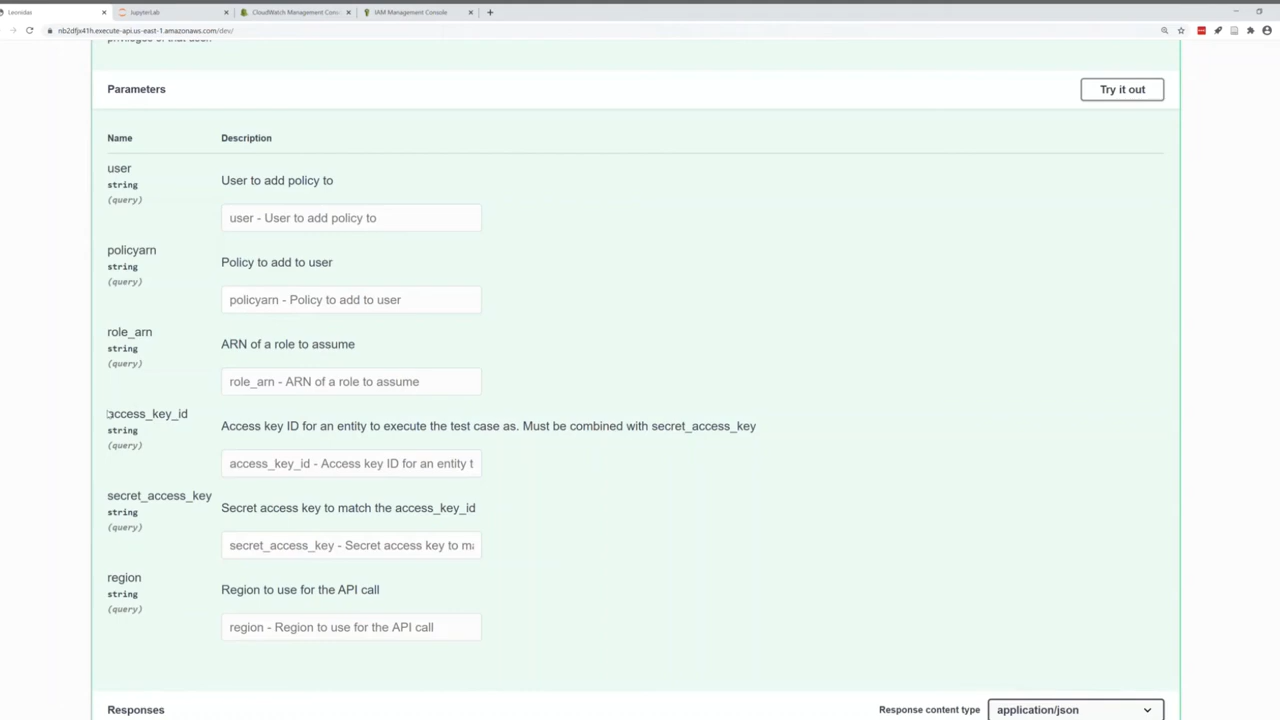 Leonidas
JupyterLab
CloudWatch Management Con
IAM Management Console
nb2dfjx41h.execute-api.us-east-1.amazonaws.com/dev/
privileges of that user.
Parameters
Try it out
Name
Description
user
string
(query)
User to add policy to
user - User to add policy to
policyarn
string
(query)
Policy to add to user
policyarn - Policy to add to user
role_arn
string
(query)
ARN of a role to assume
role_arn - ARN of a role to assume
access_key_id
string
(query)
Access key ID for an entity to execute the test case as. Must be combined with secret_access_key
access_key_id - Access key ID for an entity t
secret_access_key
string
(query)
Secret access key to match the access_key_id
secret_access_key - Secret access key to ma
region
string
(query)
Region to use for the API call
region - Region to use for the API call
Responses
Response content type
application/json